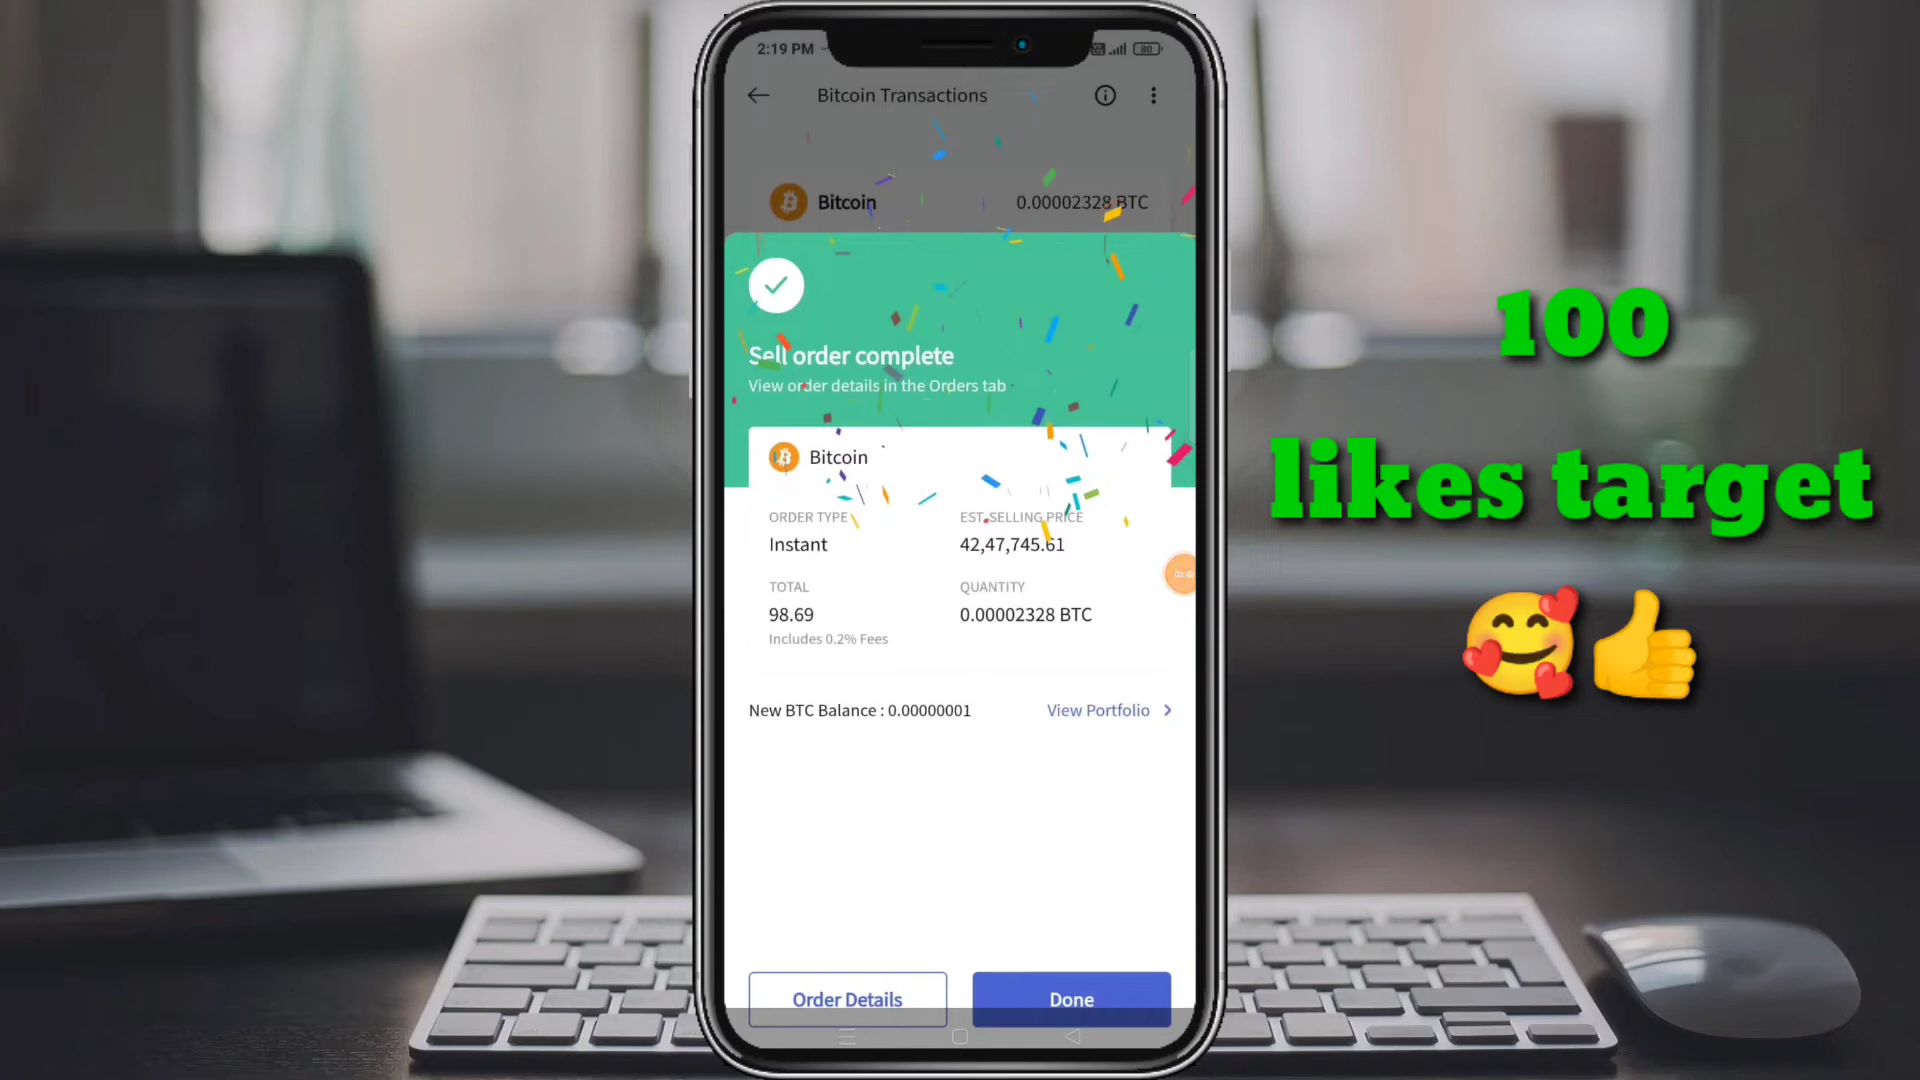 2:19 PM
80
Bitcoin Transactions
Bitcoin
0.00002328 BTC
Sell order complete
View order details in the Orders tab
Bitcoin
ORDER TYPE
EST. SELLING PRICE
Instant
42,47,745.61
TOTAL
QUANTITY
98.69
0.00002328 BTC
Includes 0.2% Fees
New BTC Balance : 0.00000001
View Portfolio
Order Details
Done
100
likes target